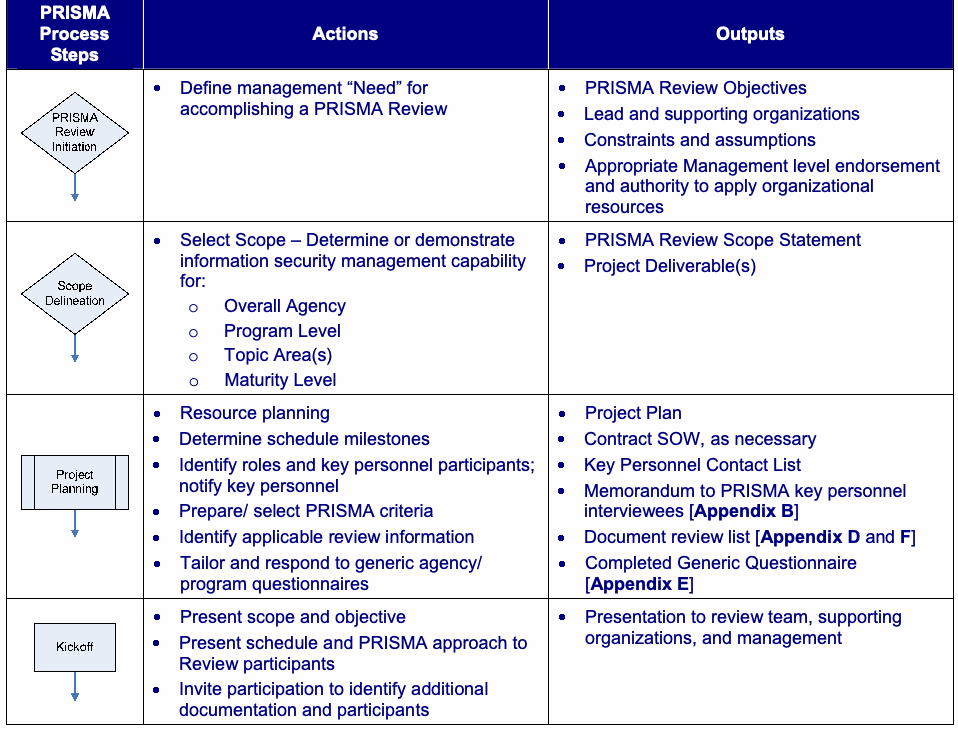 PRISMA
Process
Steps
Actions
Outputs
PRISMA
Review
Initiation
• Define management “Need” for
accomplishing a PRISMA Review
• PRISMA Review Objectives
• Lead and supporting organizations
• Constraints and assumptions
• Appropriate Management level endorsement
and authority to apply organizational
resources
Scope
Delineation
• Select Scope – Determine or demonstrate
information security management capability
for:
o Overall Agency
o Program Level
o Topic Area(s)
o Maturity Level
• PRISMA Review Scope Statement
• Project Deliverable(s)
Project
Planning
• Resource planning
• Determine schedule milestones
• Identify roles and key personnel participants;
notify key personnel
• Prepare/ select PRISMA criteria
• Identify applicable review information
• Tailor and respond to generic agency/
program questionnaires
• Project Plan
• Contract SOW, as necessary
• Key Personnel Contact List
• Memorandum to PRISMA key personnel
interviewees [Appendix B]
• Document review list [Appendix D and F]
• Completed Generic Questionnaire
[Appendix E]
Kickoff
• Present scope and objective
• Present schedule and PRISMA approach to
Review participants
• Invite participation to identify additional
documentation and participants
• Presentation to review team, supporting
organizations, and management